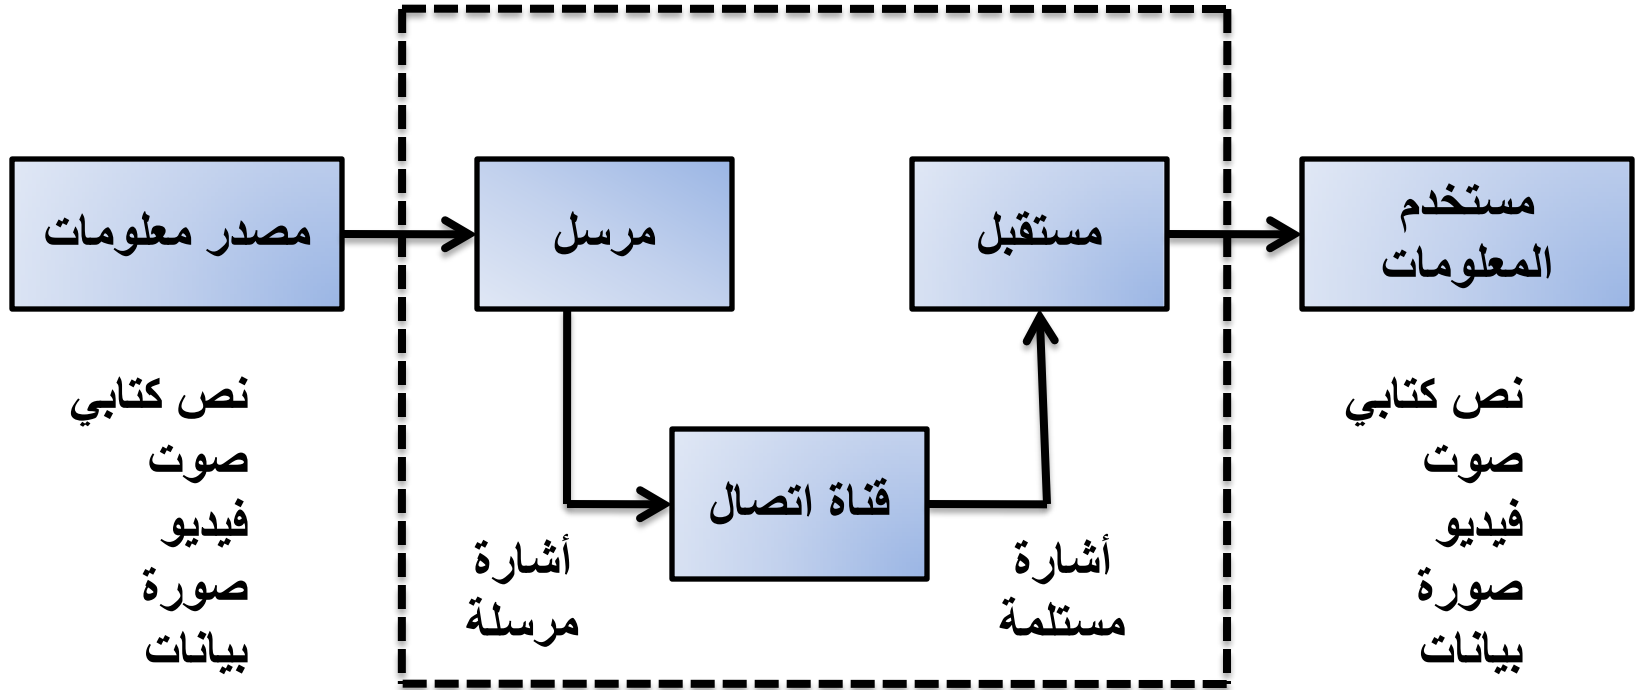 مصدر معلومات
مرسل
مستقبل
مستخدم
المعلومات
نص كتابي
صوت
فيديو
صورة
بيانات
قناة اتصال
أشارة
مرسلة
أشارة
مستلمة
نص كتابي
صوت
فيديو
صورة
بيانات